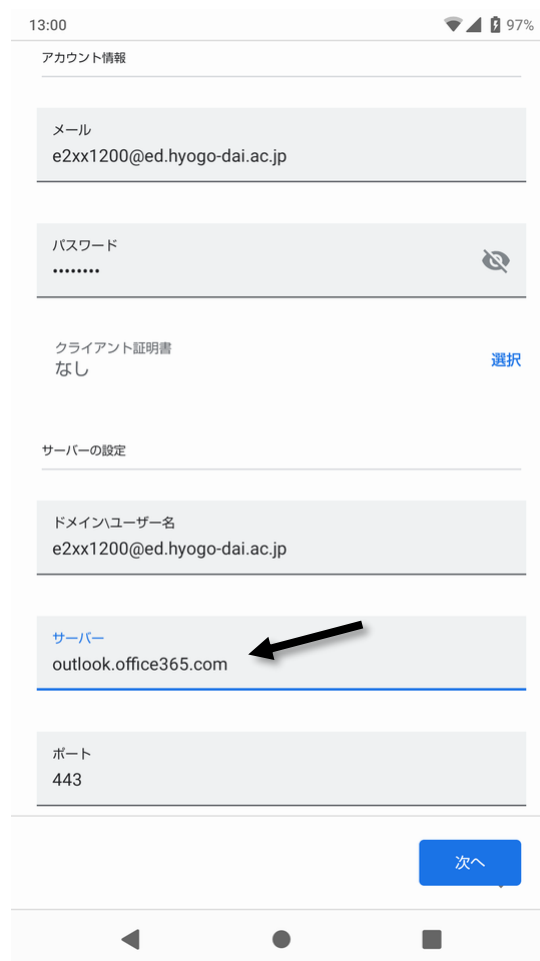 13:00 97%
アカウント情報
メール
e2xx1200@ed.hyogo-dai.ac.jp
パスワード
••••••••
クライアント証明書
なし
選択
サーバーの設定
ドメイン\ユーザー名
e2xx1200@ed.hyogo-dai.ac.jp
サーバー
outlook.office365.com
ポート
443
次へ